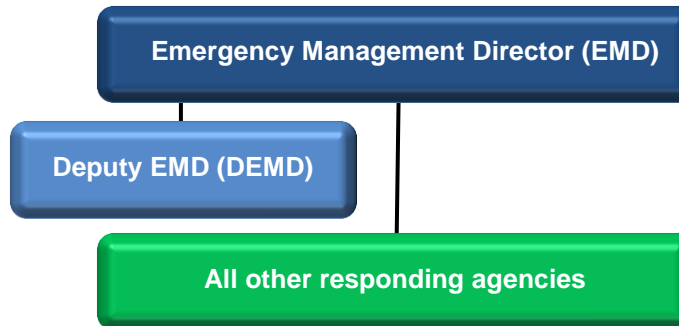 Emergency Management Director (EMD)
Deputy EMD (DEMD)
All other responding agencies